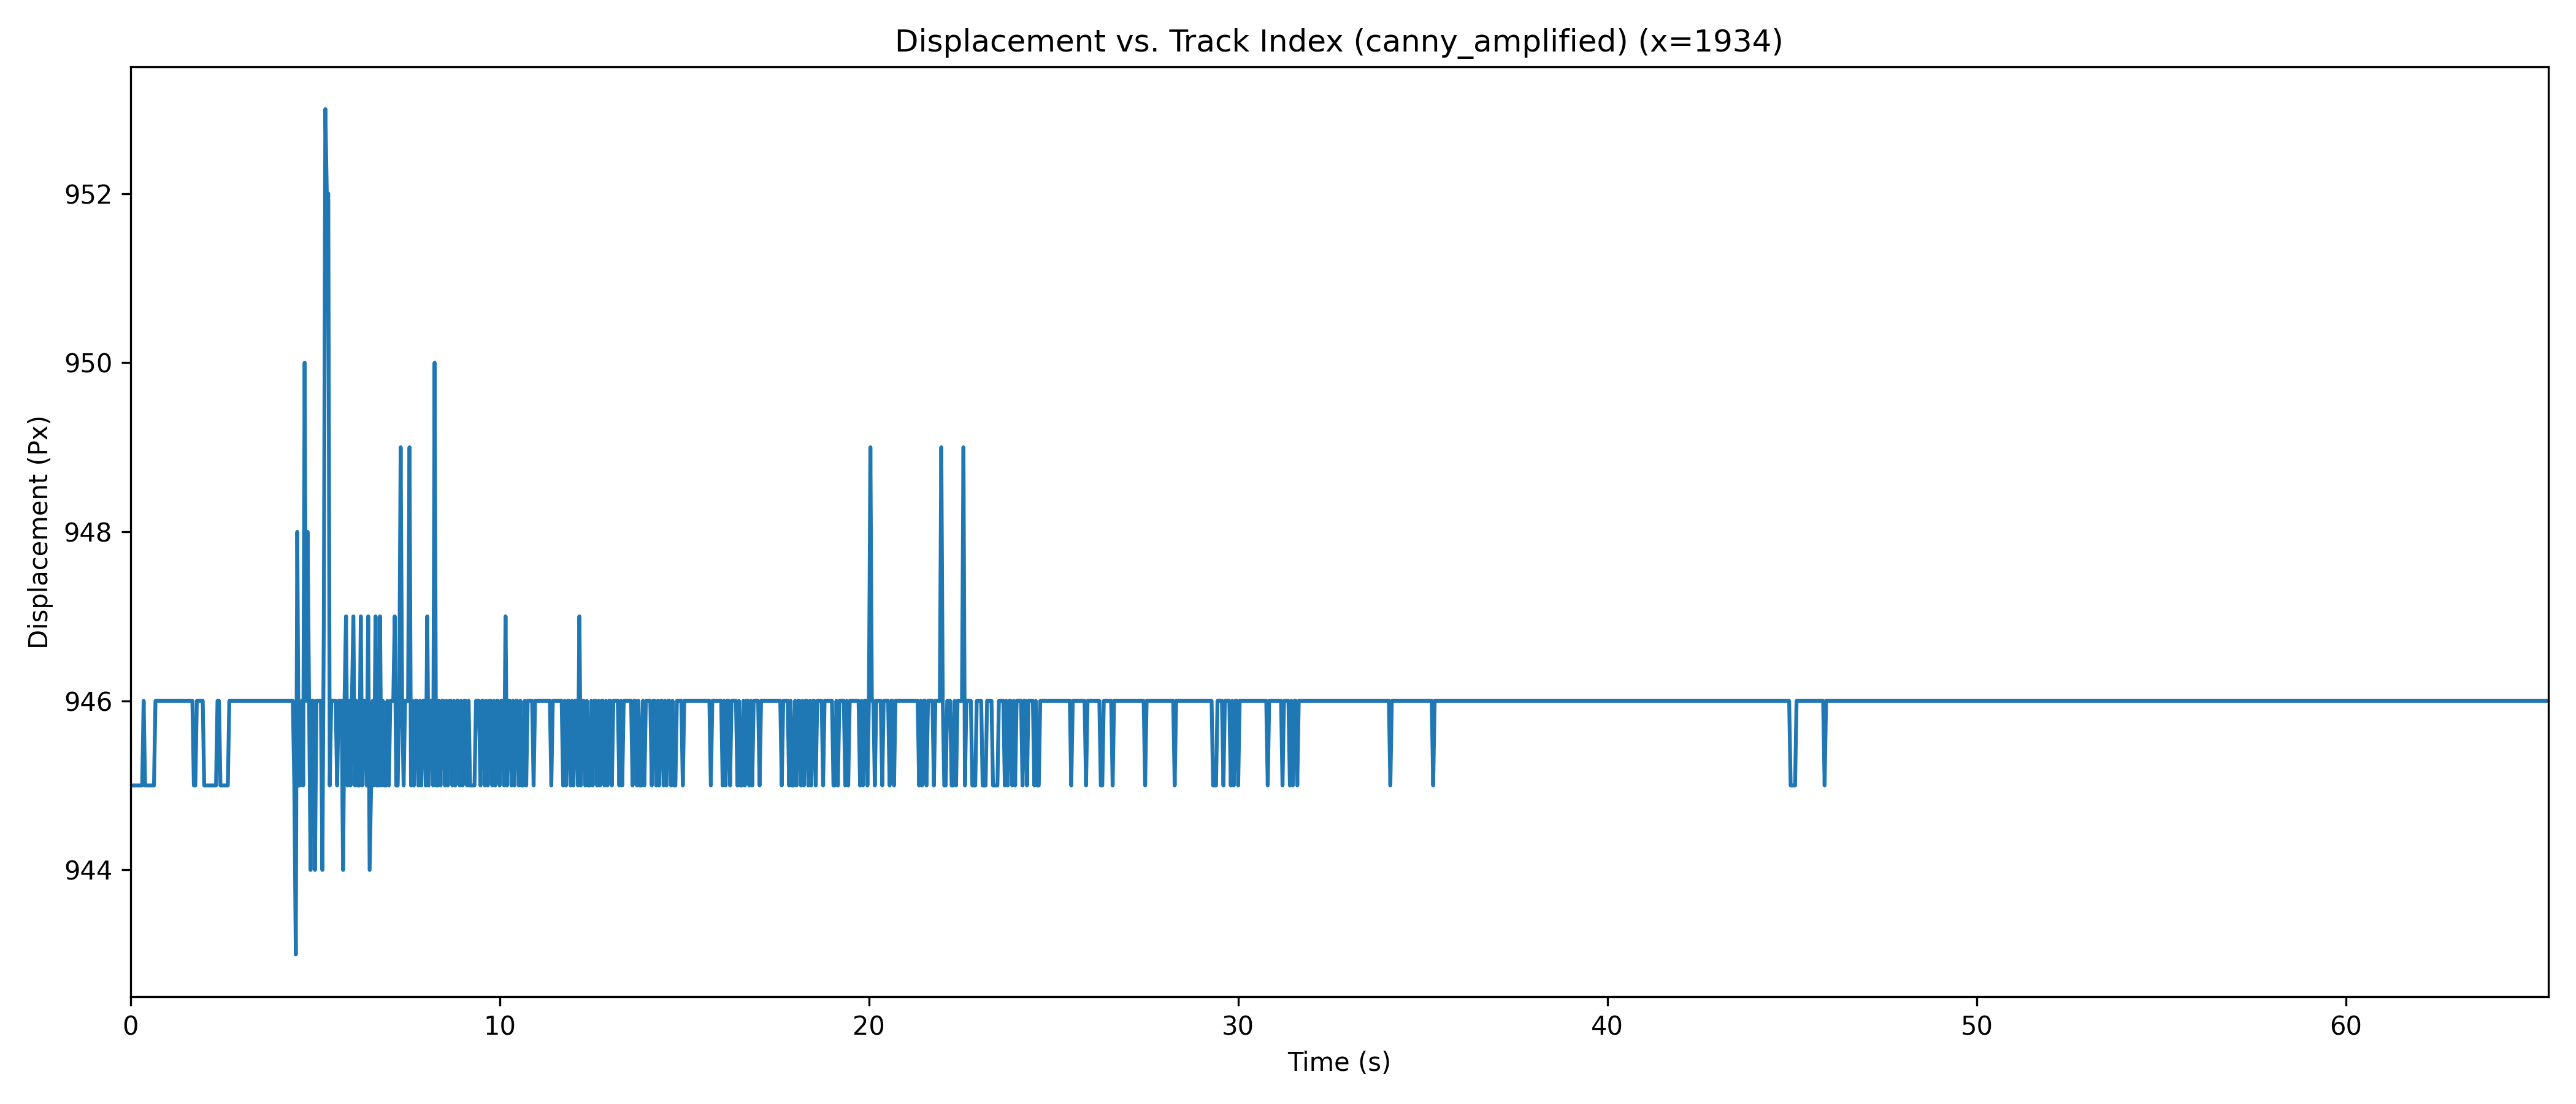 Displacement vs. Track Index (canny_amplified) (x=1934)
Displacement (Px)
952
950
948
946
944
0 10 20 30 40 50 60
Time (s)